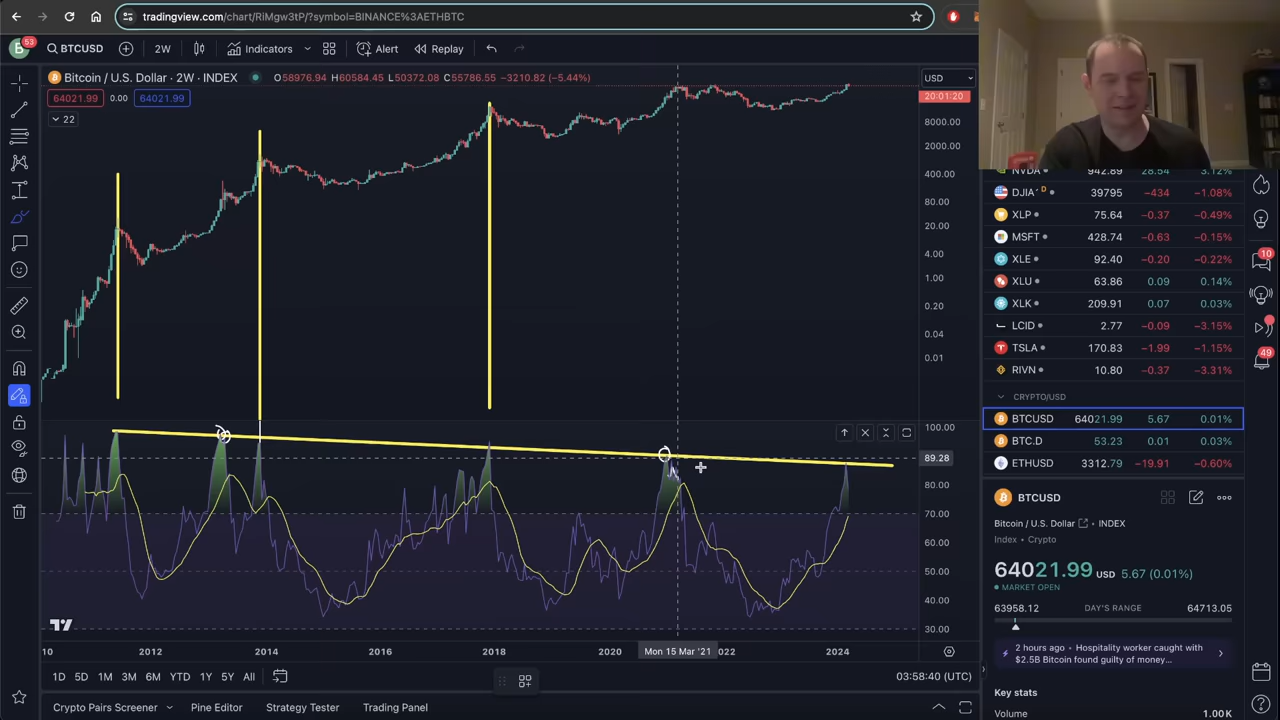 tradingview.com/chart/RiMgw3tP/?symbol=BINANCE%3AETHBTC
B 53 BTCUSD 2W Indicators Alert Replay
Bitcoin / U.S. Dollar · 2W · INDEX O58976.94 H60584.45 L50372.08 C55786.55 −3210.82 (−5.44%) USD
64021.99 0.00 64021.99 20:01:20
22
8000.00
2000.00
400.00
80.00
20.00
4.00
1.00
0.20
0.04
0.01
100.00
89.28
80.00
70.00
60.00
50.00
40.00
30.00
10 2012 2014 2016 2018 2020 Mon 15 Mar '21 022 2024
1D 5D 1M 3M 6M YTD 1Y 5Y All 03:58:40 (UTC)
Crypto Pairs Screener Pine Editor Strategy Tester Trading Panel
NVDA 942.89 28.54 3.12%
DJIA D 39795 −434 −1.08%
XLP 75.64 −0.37 −0.49%
MSFT 428.74 −0.63 −0.15%
XLE 92.40 −0.20 −0.22%
XLU 63.86 0.09 0.14%
XLK 209.91 0.07 0.03%
LCID 2.77 −0.09 −3.15%
TSLA 170.83 −1.99 −1.15%
RIVN 10.80 −0.37 −3.31%
CRYPTO/USD
BTCUSD 64021.99 5.67 0.01%
BTC.D 53.23 0.01 0.03%
ETHUSD 3312.79 −19.91 −0.60%
BTCUSD
Bitcoin / U.S. Dollar INDEX
Index • Crypto
64021.99 USD 5.67 (0.01%)
MARKET OPEN
63958.12 DAY'S RANGE 64713.05
2 hours ago • Hospitality worker caught with
$2.5B Bitcoin found guilty of money…
Key stats
Volume 1.00K
10
49